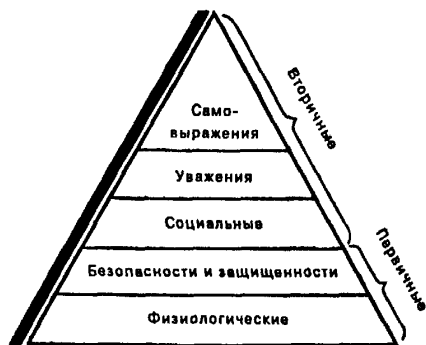 Само-
выражения
Уважения
Социальные
Безопасности и защищенности
Физиологические
Вторичные
Первичные